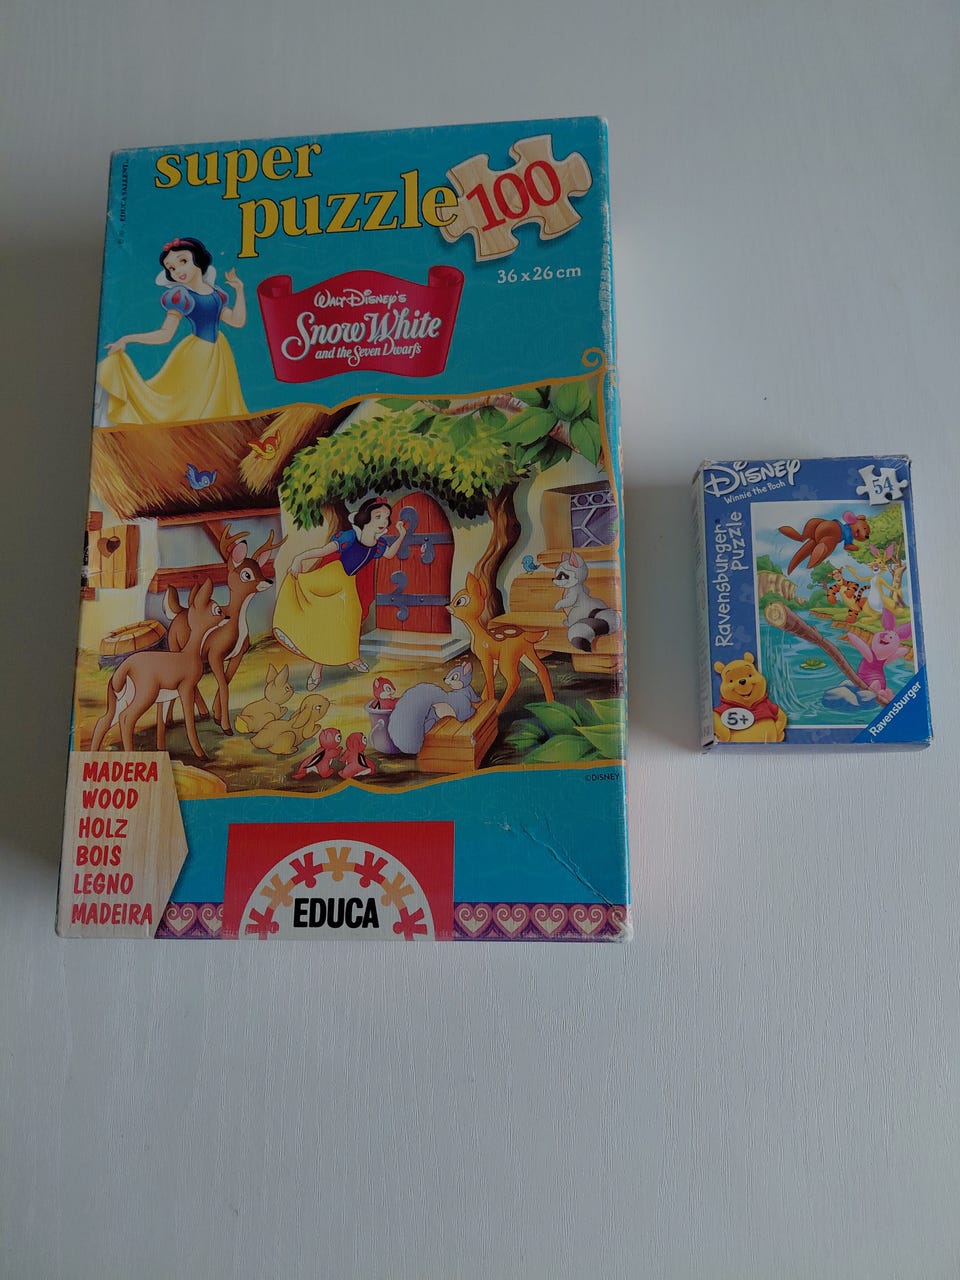 super
puzzle 100
36 x 26 cm
WALT DISNEY'S
Snow White
and the Seven Dwarfs
©DISNEY
MADERA
WOOD
HOLZ
BOIS
LEGNO
MADEIRA
EDUCA
DISNEY
Winnie the Pooh
54
Ravensburger
Puzzle
5+
Ravensburger